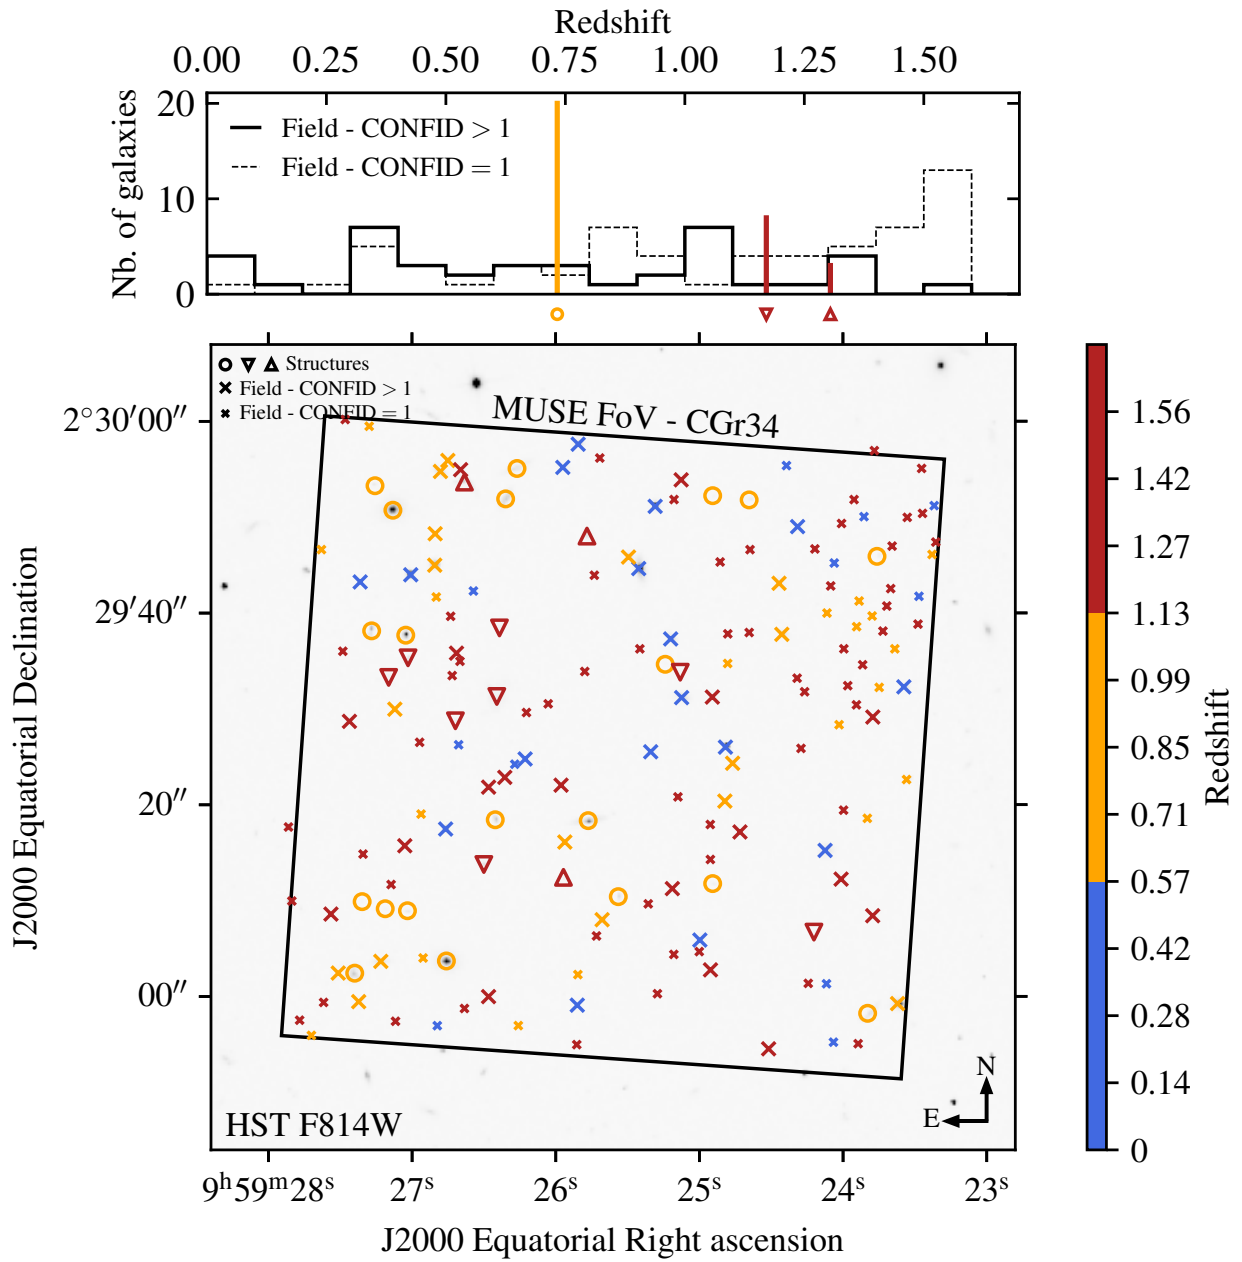 Redshift
0.00 0.25 0.50 0.75 1.00 1.25 1.50
Nb. of galaxies
20
10
0
Field - CONFID > 1
Field - CONFID = 1
Structures
Field - CONFID > 1
Field - CONFID = 1
MUSE FoV - CGr34
2°30′00″
29′40″
20″
00″
J2000 Equatorial Declination
HST F814W
N
E
9ʰ59ᵐ28ˢ 27ˢ 26ˢ 25ˢ 24ˢ 23ˢ
J2000 Equatorial Right ascension
1.56
1.42
1.27
1.13
0.99
0.85
0.71
0.57
0.42
0.28
0.14
0
Redshift